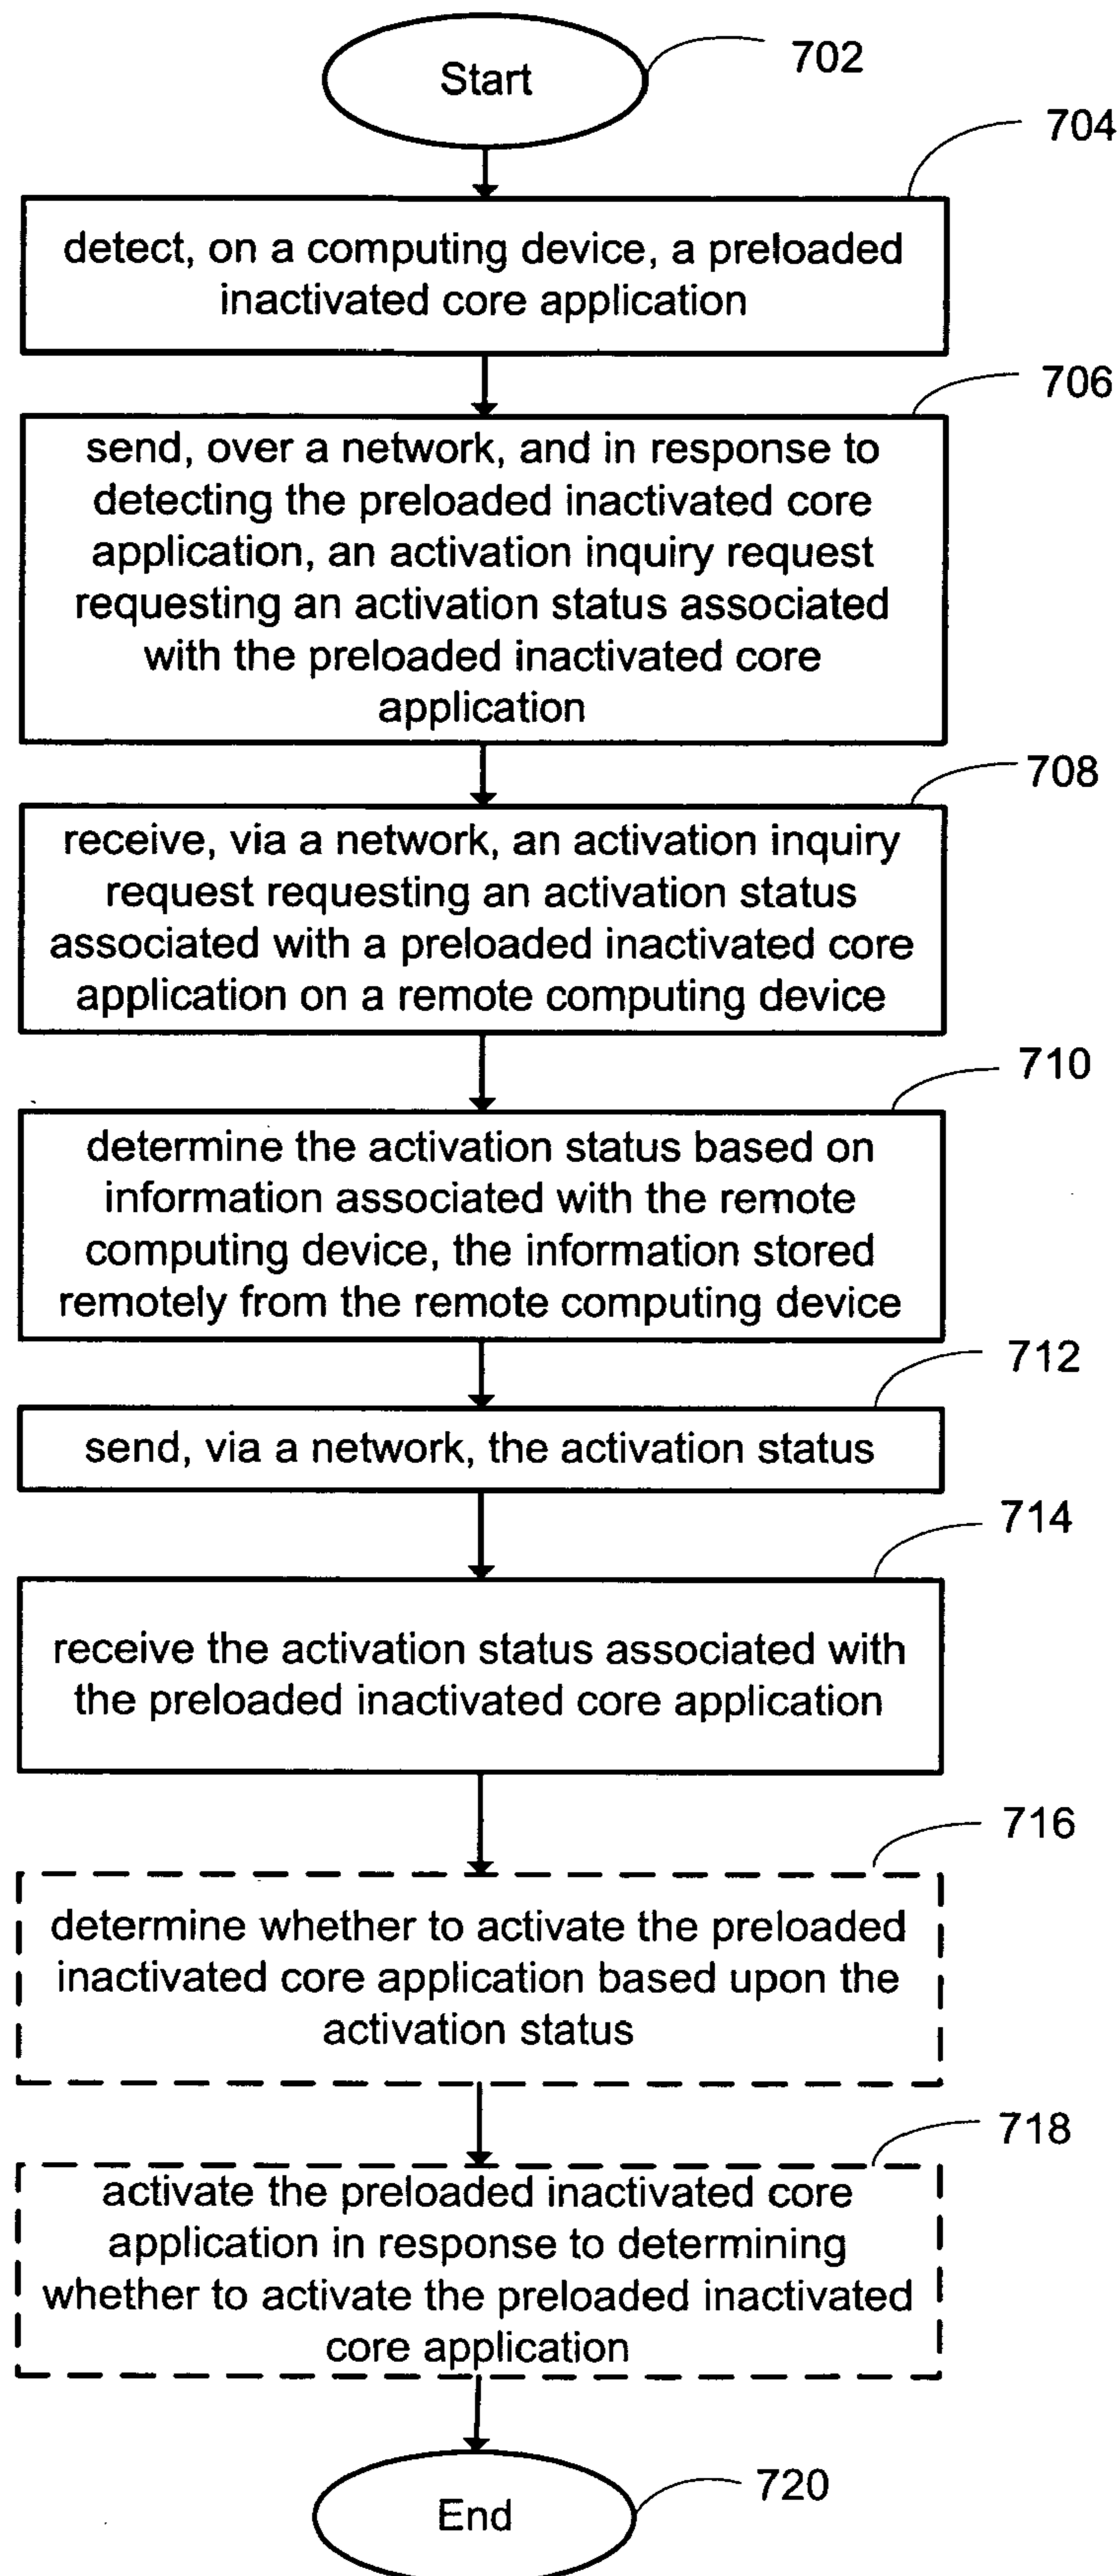 Start
702
704
detect, on a computing device, a preloaded
inactivated core application
706
send, over a network, and in response to
detecting the preloaded inactivated core
application, an activation inquiry request
requesting an activation status associated
with the preloaded inactivated core
application
708
receive, via a network, an activation inquiry
request requesting an activation status
associated with a preloaded inactivated core
application on a remote computing device
710
determine the activation status based on
information associated with the remote
computing device, the information stored
remotely from the remote computing device
712
send, via a network, the activation status
714
receive the activation status associated with
the preloaded inactivated core application
716
determine whether to activate the preloaded
inactivated core application based upon the
activation status
718
activate the preloaded inactivated core
application in response to determining
whether to activate the preloaded inactivated
core application
720
End